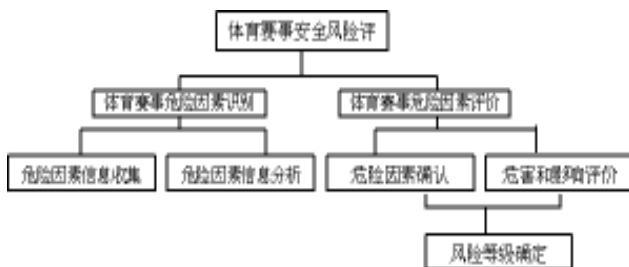 体育赛事安全风险评
体育赛事危险因素识别
体育赛事危险因素评价
危险因素信息收集
危险因素信息分析
危险因素确认
危害和影响评价
风险等级确定